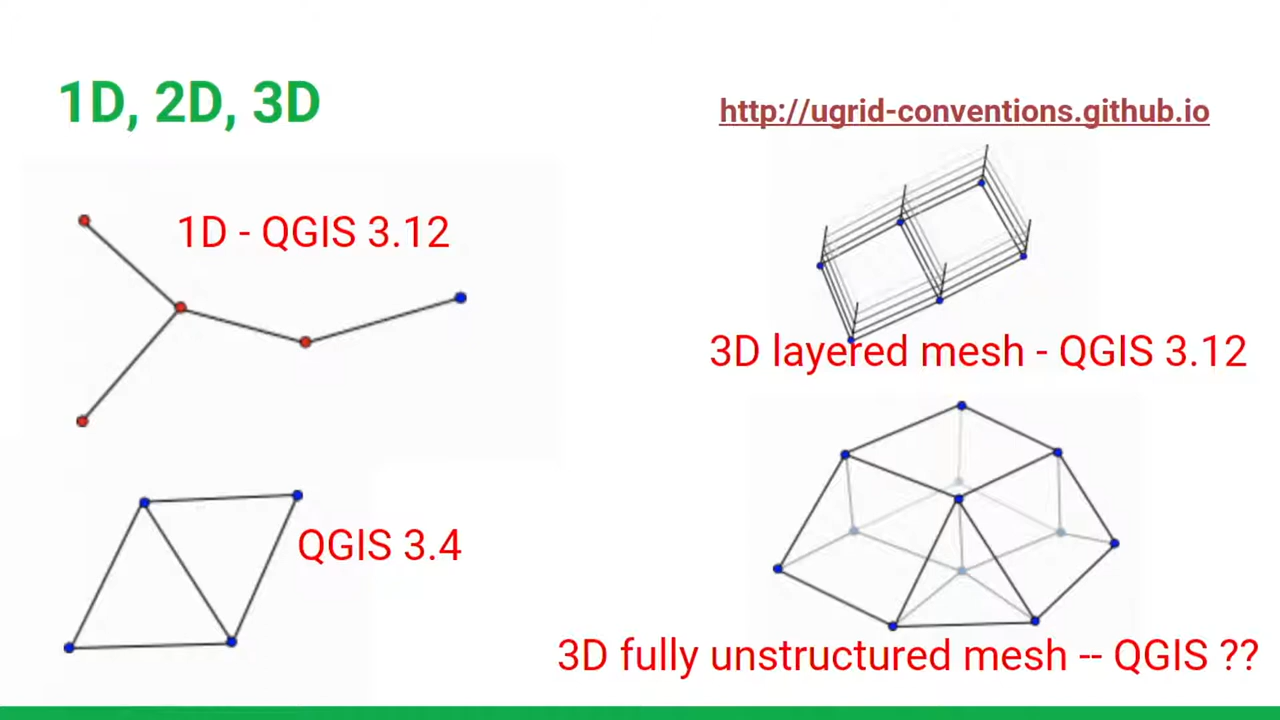 1D, 2D, 3D
http://ugrid-conventions.github.io
1D - QGIS 3.12
3D layered mesh - QGIS 3.12
QGIS 3.4
3D fully unstructured mesh -- QGIS ??